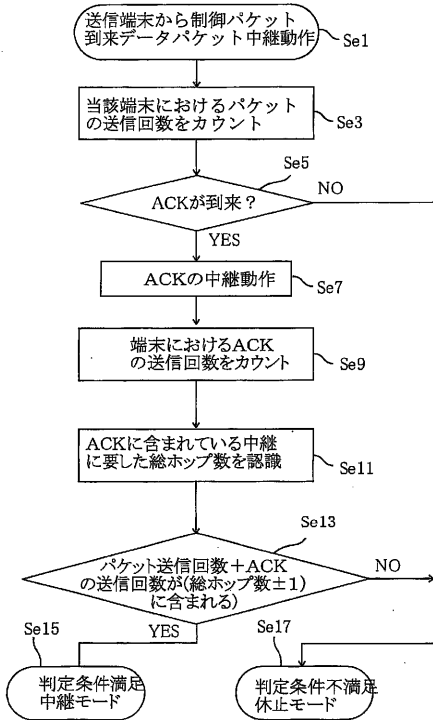 送信端末から制御パケット
到来データパケット中継動作
Se1
当該端末におけるパケット
の送信回数をカウント
Se3
Se5
ACKが到来？
NO
YES
ACKの中継動作
Se7
端末におけるACK
の送信回数をカウント
Se9
ACKに含まれている中継
に要した総ホップ数を認識
Se11
Se13
パケット送信回数＋ACK
の送信回数が(総ホップ数±1)
に含まれる)
NO
YES
Se15
判定条件満足
中継モード
Se17
判定条件不満足
休止モード